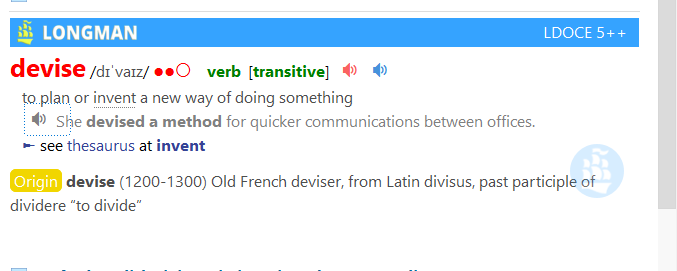 LONGMAN LDOCE 5++
devise /dɪˈvaɪz/ ●●○ verb [transitive]
to plan or invent a new way of doing something
She devised a method for quicker communications between offices.
► see thesaurus at invent
Origin devise (1200-1300) Old French deviser, from Latin divisus, past participle of
dividere “to divide”